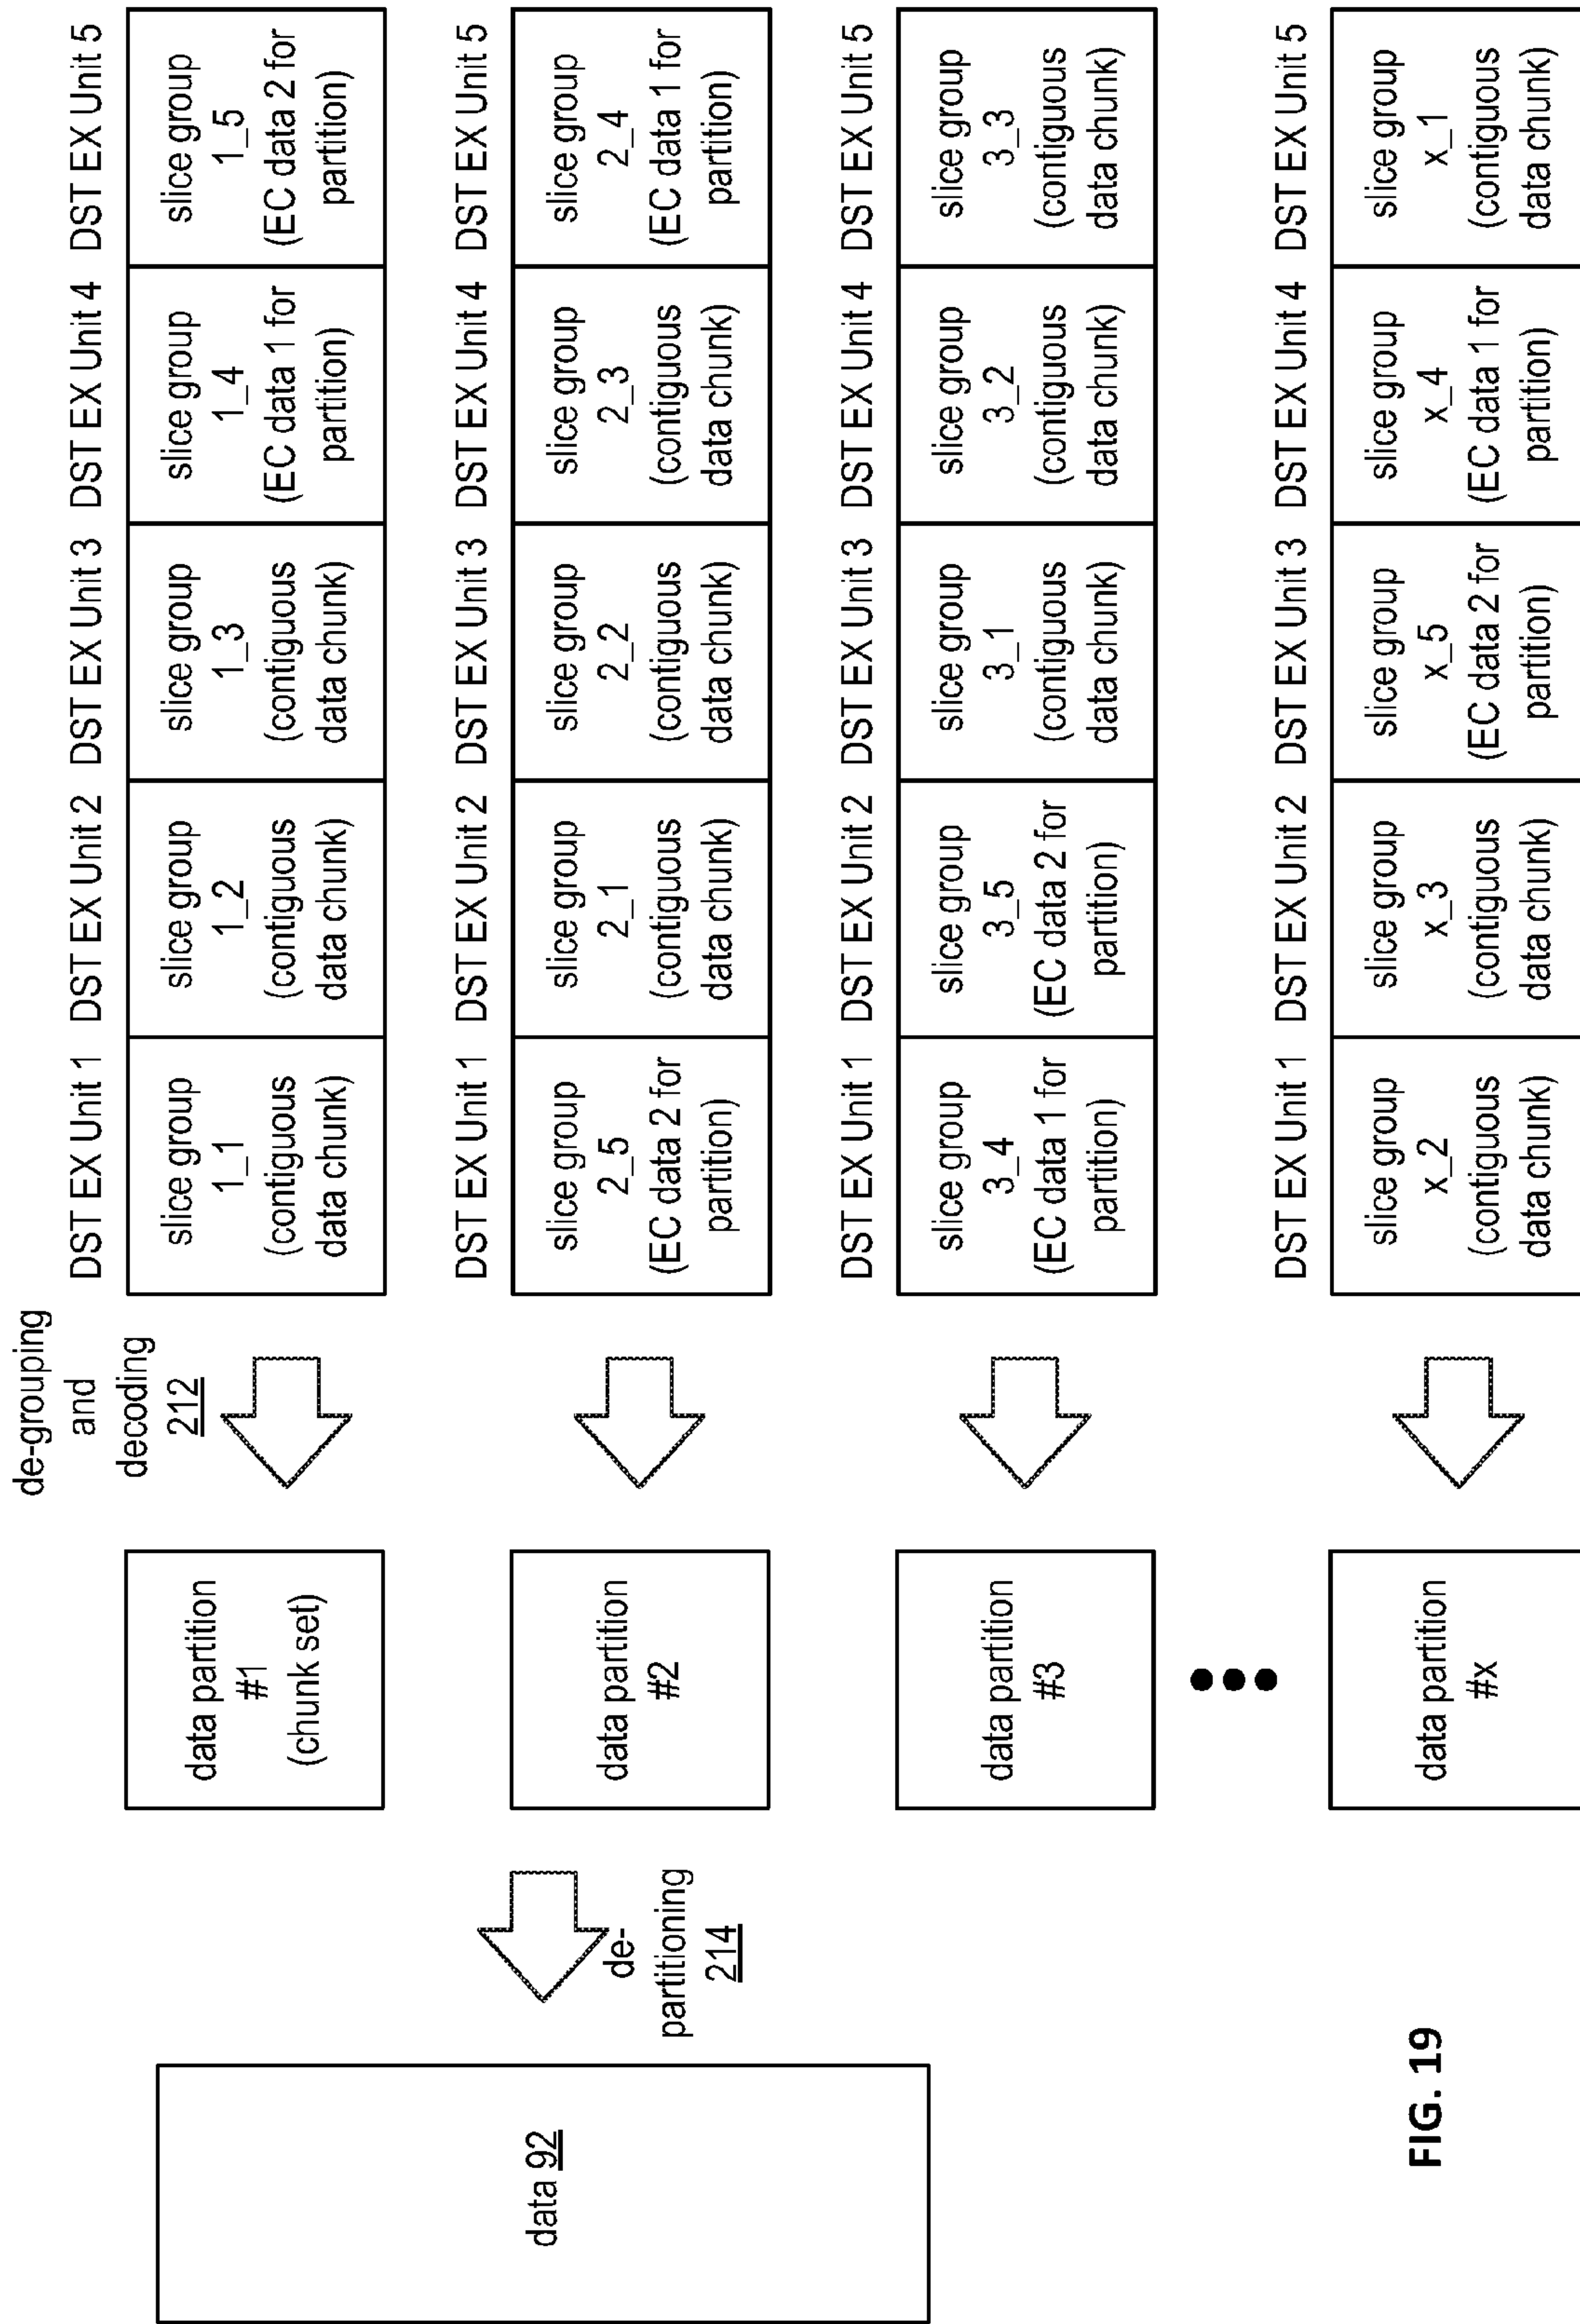 data 92
de-
partitioning
214
data partition
#1
(chunk set)
data partition
#2
data partition
#3
data partition
#x
de-grouping
and
decoding
212
DST EX Unit 1 DST EX Unit 2 DST EX Unit 3 DST EX Unit 4 DST EX Unit 5
slice group
1_1
(contiguous
data chunk)
slice group
1_2
(contiguous
data chunk)
slice group
1_3
(contiguous
data chunk)
slice group
1_4
(EC data 1 for
partition)
slice group
1_5
(EC data 2 for
partition)
DST EX Unit 1 DST EX Unit 2 DST EX Unit 3 DST EX Unit 4 DST EX Unit 5
slice group
2_5
(EC data 2 for
partition)
slice group
2_1
(contiguous
data chunk)
slice group
2_2
(contiguous
data chunk)
slice group
2_3
(contiguous
data chunk)
slice group
2_4
(EC data 1 for
partition)
DST EX Unit 1 DST EX Unit 2 DST EX Unit 3 DST EX Unit 4 DST EX Unit 5
slice group
3_4
(EC data 1 for
partition)
slice group
3_5
(EC data 2 for
partition)
slice group
3_1
(contiguous
data chunk)
slice group
3_2
(contiguous
data chunk)
slice group
3_3
(contiguous
data chunk)
DST EX Unit 1 DST EX Unit 2 DST EX Unit 3 DST EX Unit 4 DST EX Unit 5
slice group
x_2
(contiguous
data chunk)
slice group
x_3
(contiguous
data chunk)
slice group
x_5
(EC data 2 for
partition)
slice group
x_4
(EC data 1 for
partition)
slice group
x_1
(contiguous
data chunk)
FIG. 19